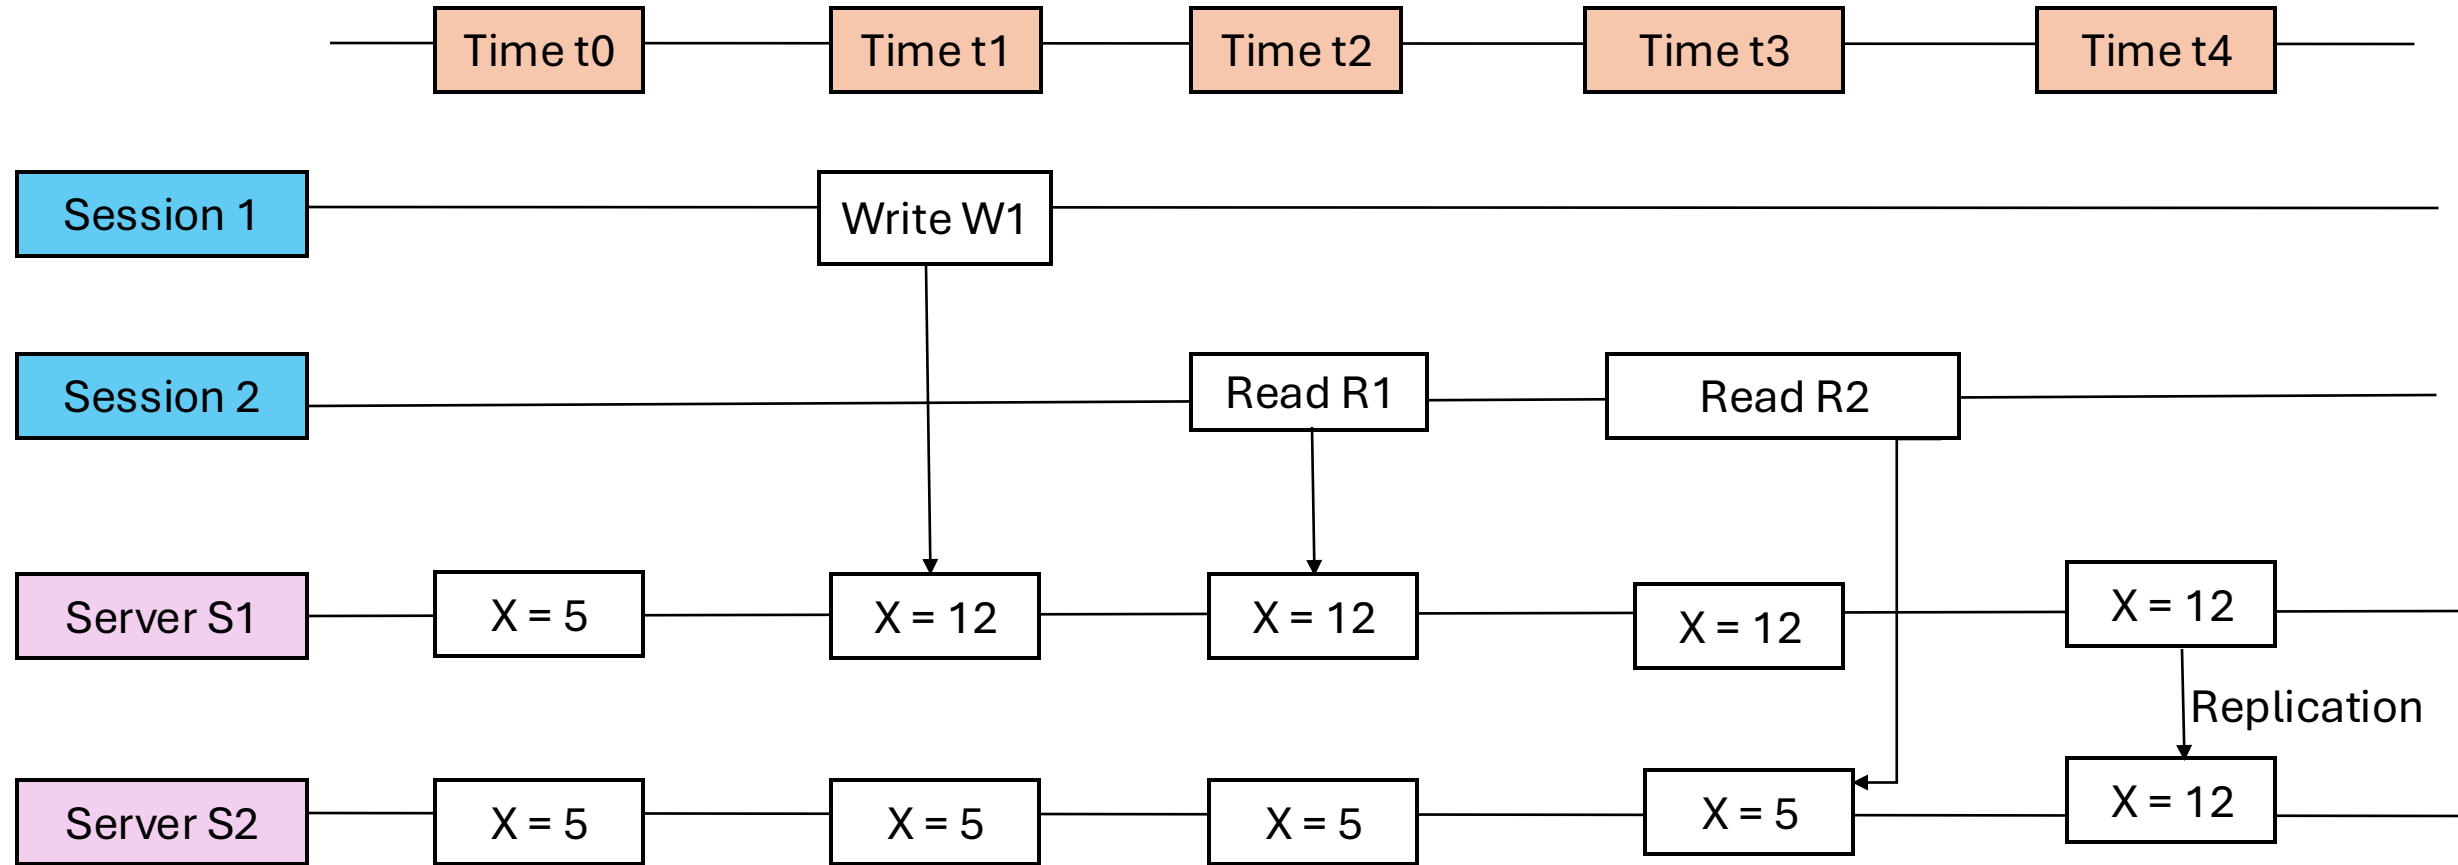 Time t0
Time t1
Time t2
Time t3
Time t4
Session 1
Write W1
Session 2
Read R1
Read R2
Server S1
X = 5
X = 12
X = 12
X = 12
X = 12
Replication
Server S2
X = 5
X = 5
X = 5
X = 5
X = 12